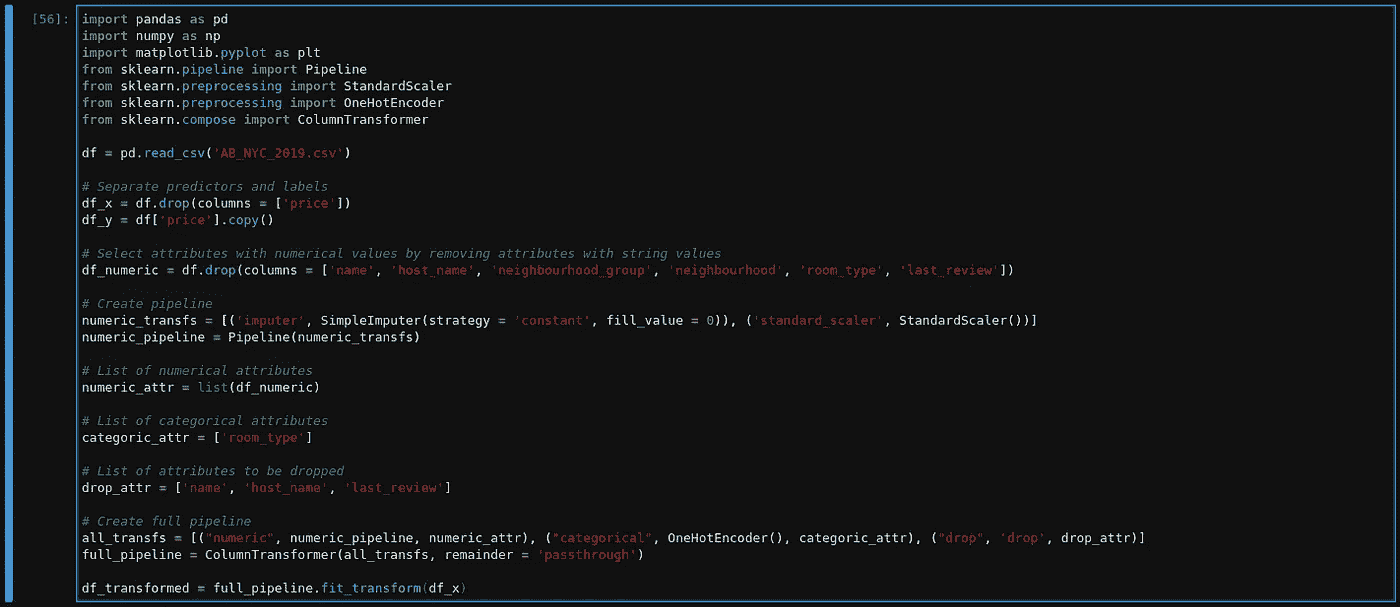 [56]:
import pandas as pd
import numpy as np
import matplotlib.pyplot as plt
from sklearn.pipeline import Pipeline
from sklearn.preprocessing import StandardScaler
from sklearn.preprocessing import OneHotEncoder
from sklearn.compose import ColumnTransformer
df = pd.read_csv('AB_NYC_2019.csv')
# Separate predictors and labels
df_x = df.drop(columns = ['price'])
df_y = df['price'].copy()
# Select attributes with numerical values by removing attributes with string values
df_numeric = df.drop(columns = ['name', 'host_name', 'neighbourhood_group', 'neighbourhood', 'room_type', 'last_review'])
# Create pipeline
numeric_transfs = [('imputer', SimpleImputer(strategy = 'constant', fill_value = 0)), ('standard_scaler', StandardScaler())]
numeric_pipeline = Pipeline(numeric_transfs)
# List of numerical attributes
numeric_attr = list(df_numeric)
# List of categorical attributes
categoric_attr = ['room_type']
# List of attributes to be dropped
drop_attr = ['name', 'host_name', 'last_review']
# Create full pipeline
all_transfs = [("numeric", numeric_pipeline, numeric_attr), ("categorical", OneHotEncoder(), categoric_attr), ("drop", 'drop', drop_attr)]
full_pipeline = ColumnTransformer(all_transfs, remainder = 'passthrough')
df_transformed = full_pipeline.fit_transform(df_x)